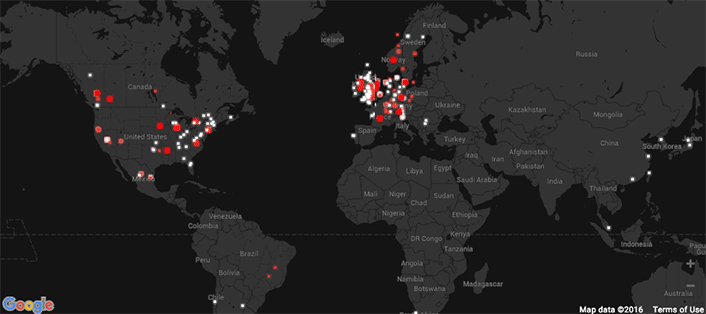 Finland
Iceland
Sweden
Norway
Russia
Canada
Poland
Ukraine
Kazakhstan
Mongolia
Italy
Spain
United States
Turkey
China
South Korea
Japan
Iraq
Iran
Afghanistan
Pakistan
Algeria
Libya
Egypt
Saudi Arabia
India
Mexico
Mali
Niger
Chad
Sudan
Thailand
Nigeria
Ethiopia
Venezuela
Colombia
DR Congo
Kenya
Indonesia
Tanzania
Brazil
Peru
Angola
Bolivia
Namibia
Madagascar
Botswana
Chile
Australia
Google
Map data ©2016 Terms of Use